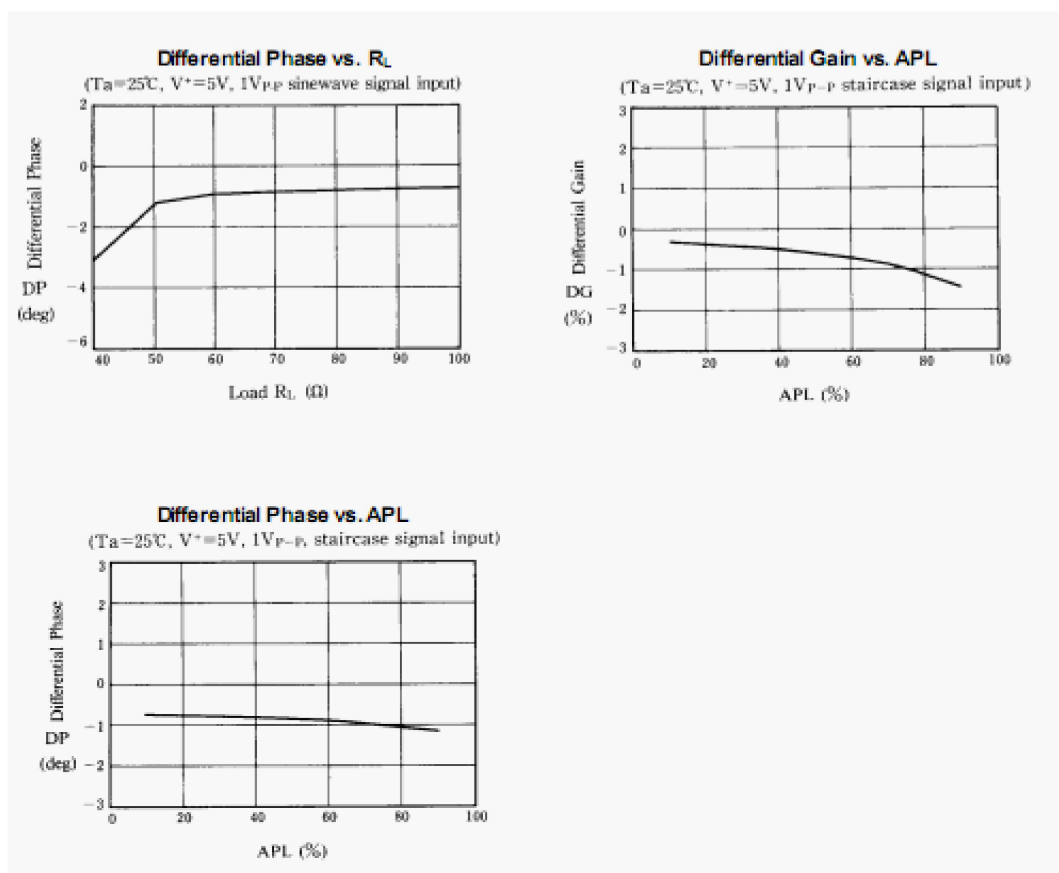 Differential Phase vs. RL
(Ta=25℃, V⁺=5V, 1VP-P sinewave signal input)
2
0
-2
-4
-6
Differential Phase
DP
(deg)
40 50 60 70 80 90 100
Load RL (Ω)
Differential Gain vs. APL
(Ta=25℃, V⁺=5V, 1VP-P staircase signal input)
3
2
1
0
-1
-2
-3
Differential Gain
DG
(%)
0 20 40 60 80 100
APL (%)
Differential Phase vs. APL
(Ta=25℃, V⁺=5V, 1VP-P, staircase signal input)
3
2
1
0
-1
-2
-3
Differential Phase
DP
(deg)
0 20 40 60 80 100
APL (%)